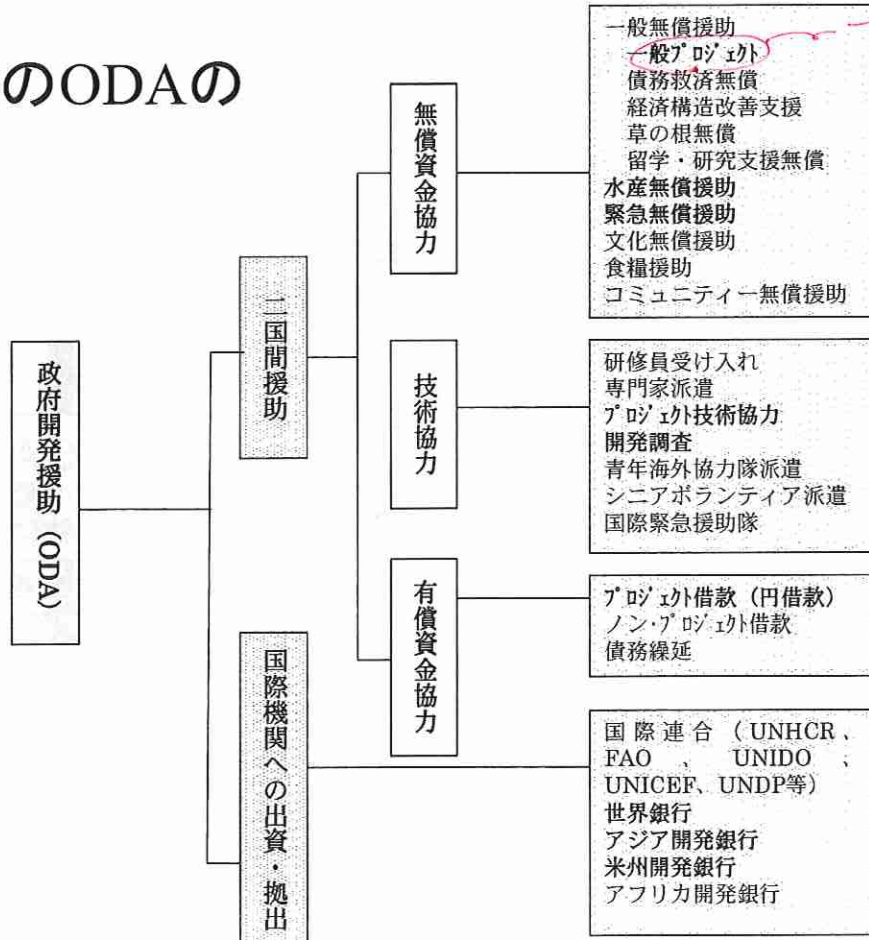 のODAの
政府開発援助（ODA）
二国間援助
国際機関への出資・拠出
無償資金協力
技術協力
有償資金協力
一般無償援助
一般プロジェクト
債務救済無償
経済構造改善支援
草の根無償
留学・研究支援無償
水産無償援助
緊急無償援助
文化無償援助
食糧援助
コミュニティー無償援助
研修員受け入れ
専門家派遣
プロジェクト技術協力
開発調査
青年海外協力隊派遣
シニアボランティア派遣
国際緊急援助隊
プロジェクト借款（円借款）
ノン・プロジェクト借款
債務繰延
国際連合（UNHCR、
FAO、UNIDO、
UNICEF、UNDP等）
世界銀行
アジア開発銀行
米州開発銀行
アフリカ開発銀行